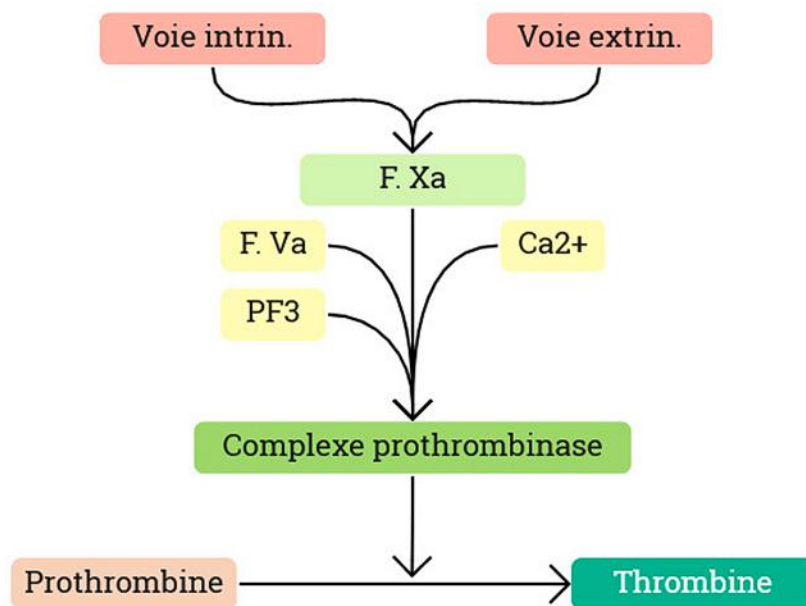 Voie intrin.
Voie extrin.
F. Xa
F. Va
Ca2+
PF3
Complexe prothrombinase
Prothrombine
Thrombine